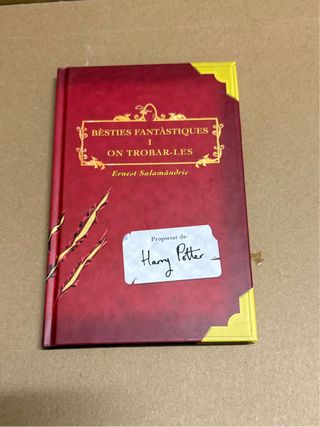 BÈSTIES FANTÀSTIQUES
I
ON TROBAR-LES
Ernest Salamàndric
Propietat de:
Harry Potter